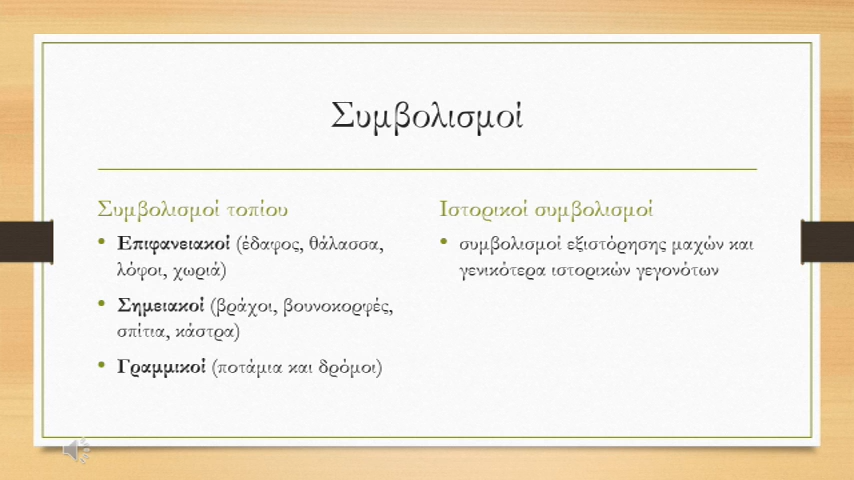 Συμβολισμοί
Συμβολισμοί τοπίου
• Επιφανειακοί (έδαφος, θάλασσα,
λόφοι, χωριά)
• Σημειακοί (βράχοι, βουνοκορφές,
σπίτια, κάστρα)
• Γραμμικοί (ποτάμια και δρόμοι)
Ιστορικοί συμβολισμοί
• συμβολισμοί εξιστόρησης μαχών και
γενικότερα ιστορικών γεγονότων